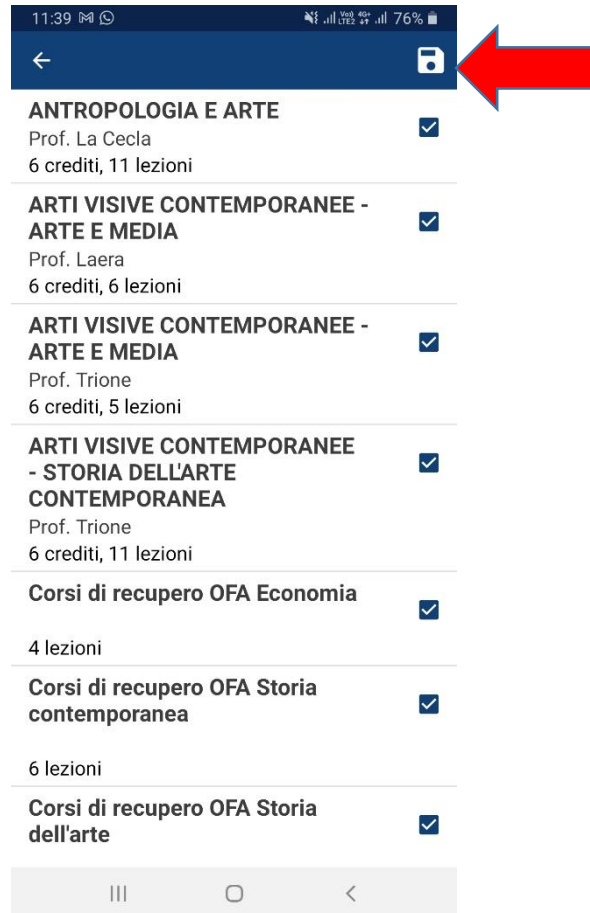 11:39 76%
Vo)) 4G+
LTE2
ANTROPOLOGIA E ARTE
Prof. La Cecla
6 crediti, 11 lezioni
ARTI VISIVE CONTEMPORANEE -
ARTE E MEDIA
Prof. Laera
6 crediti, 6 lezioni
ARTI VISIVE CONTEMPORANEE -
ARTE E MEDIA
Prof. Trione
6 crediti, 5 lezioni
ARTI VISIVE CONTEMPORANEE
- STORIA DELL'ARTE
CONTEMPORANEA
Prof. Trione
6 crediti, 11 lezioni
Corsi di recupero OFA Economia
4 lezioni
Corsi di recupero OFA Storia
contemporanea
6 lezioni
Corsi di recupero OFA Storia
dell'arte